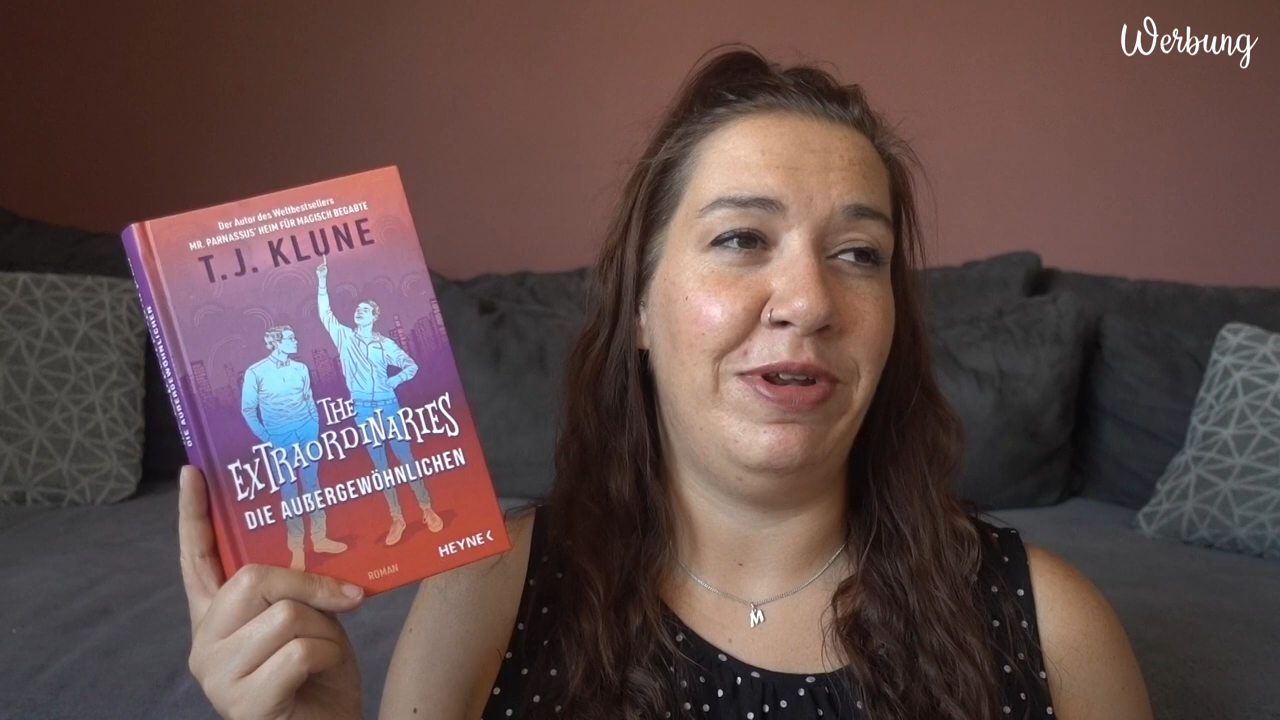 Werbung
Der Autor des Weltbestsellers
MR. PARNASSUS' HEIM FÜR MAGISCH BEGABTE
T. J. KLUNE
THE
EXTRAORDINARIES
DIE AUßERGEWÖHNLICHEN
HEYNE<
ROMAN
DIE AUßERGEWÖHNLICHEN
M